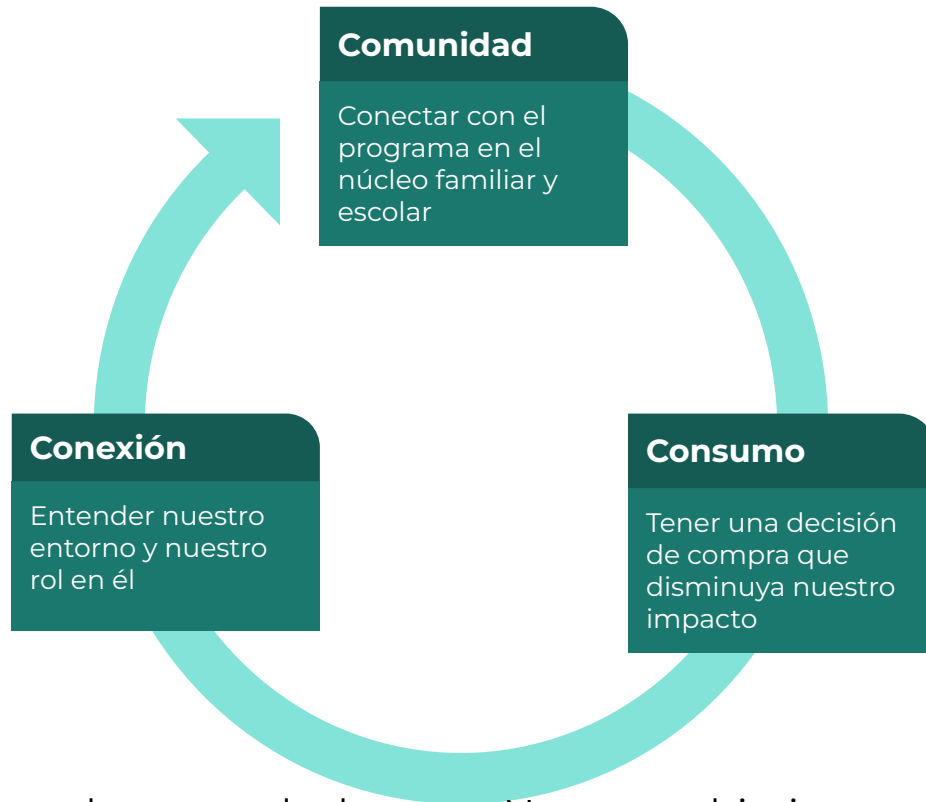 Comunidad
Conectar con el
programa en el
núcleo familiar y
escolar
Conexión
Entender nuestro
entorno y nuestro
rol en él
Consumo
Tener una decisión
de compra que
disminuya nuestro
impacto